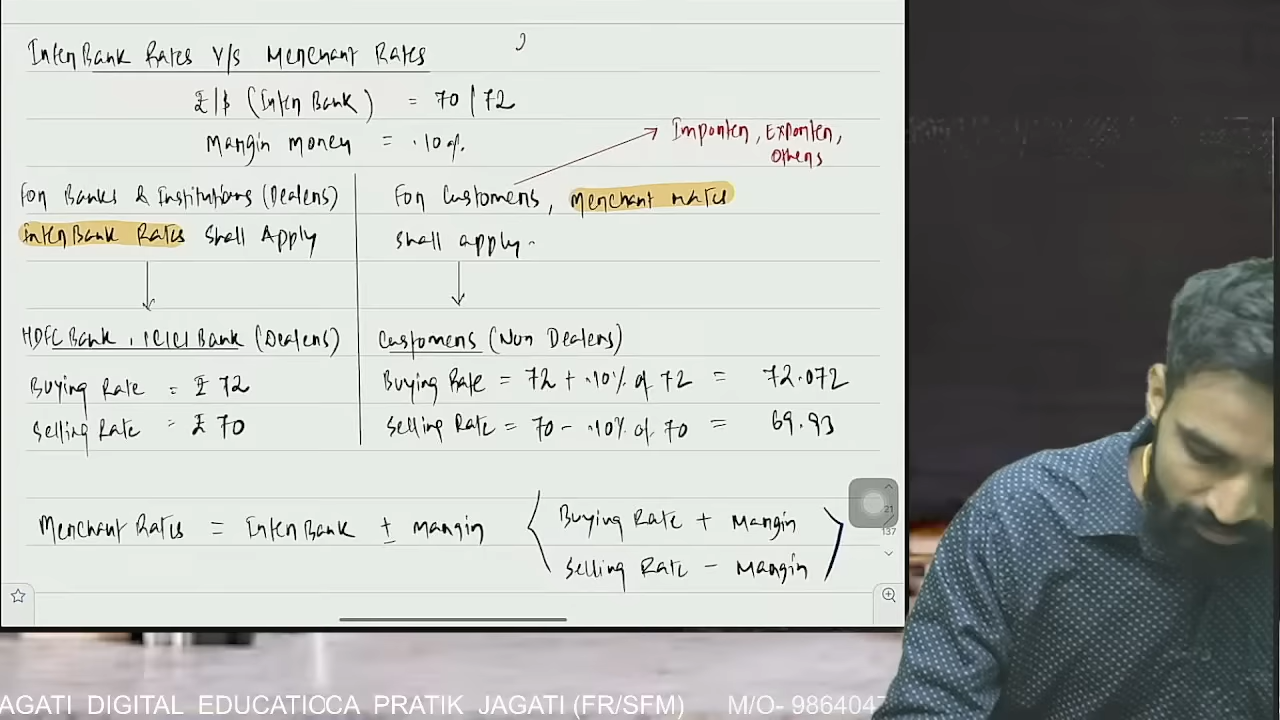 InterBank Rates V/s Merchant Rates
₹/$ (InterBank) = 70/72
Margin money = .10%.
Importer, Exporter,
Others
For Banks & Institutions (Dealers)
InterBank Rates Shall Apply
For Customers, Merchant rates
shall apply.
HDFC Bank, ICICI Bank (Dealers)
Buying Rate = ₹ 72
Selling Rate = ₹ 70
Customers (Non Dealers)
Buying Rate = 72 + .10% of 72 = 72.072
Selling Rate = 70 - .10% of 70 = 69.93
Merchant Rates = InterBank ± margin
Buying Rate + Margin
Selling Rate - Margin
21
137
AGATI DIGITAL EDUCATIOCA PRATIK JAGATI (FR/SFM) M/O- 9864047